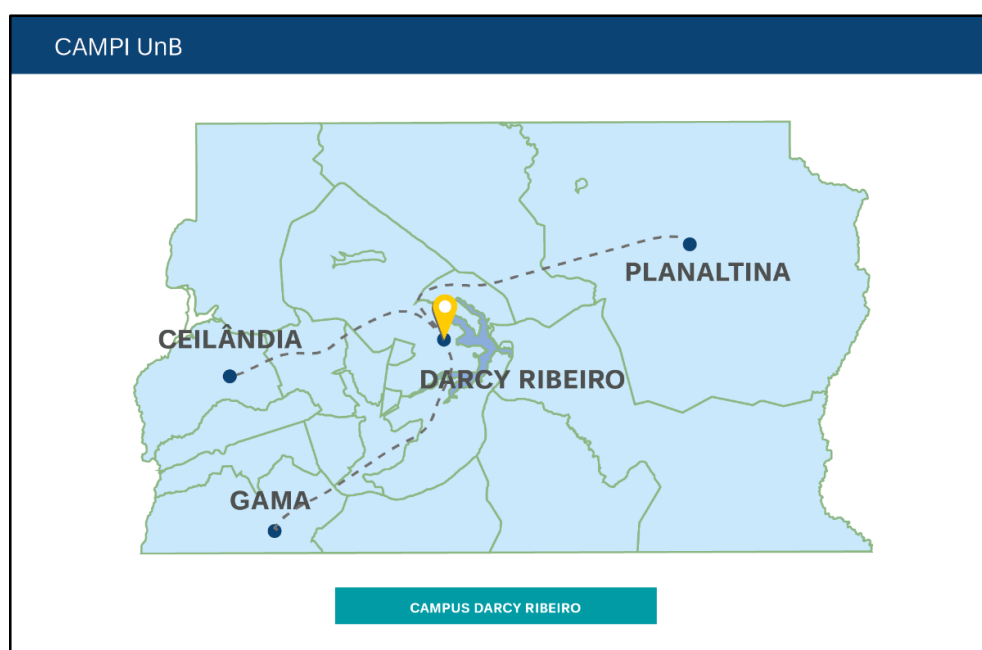 CAMPI UnB
PLANALTINA
CEILÂNDIA
DARCY RIBEIRO
GAMA
CAMPUS DARCY RIBEIRO